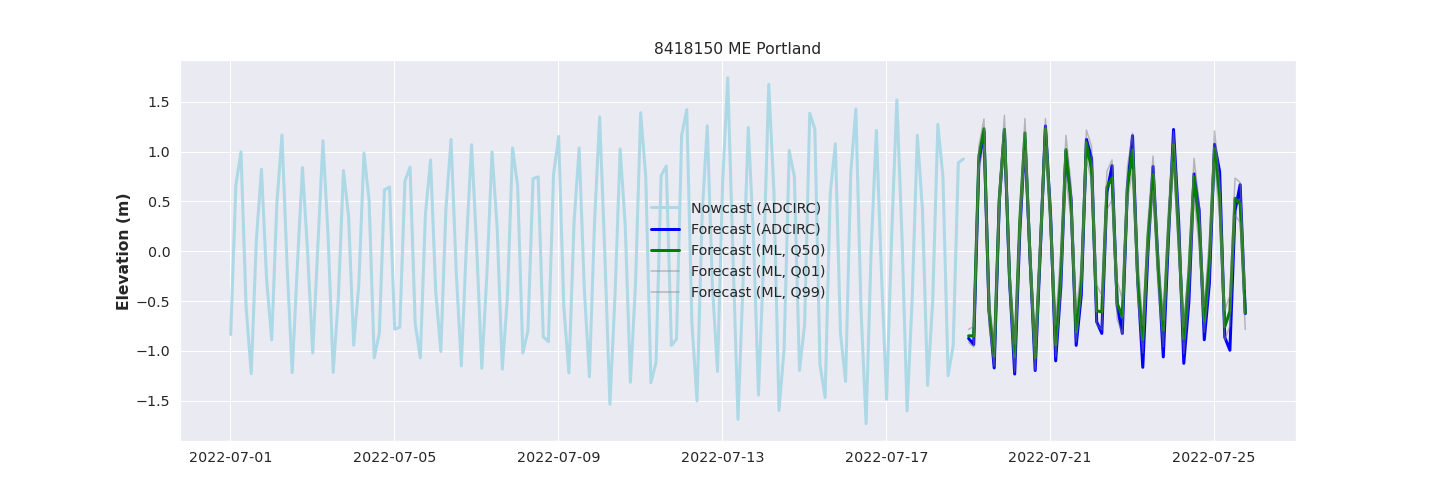 8418150 ME Portland
Elevation (m)
1.5
1.0
0.5
0.0
−0.5
−1.0
−1.5
Nowcast (ADCIRC)
Forecast (ADCIRC)
Forecast (ML, Q50)
Forecast (ML, Q01)
Forecast (ML, Q99)
2022-07-01 2022-07-05 2022-07-09 2022-07-13 2022-07-17 2022-07-21 2022-07-25